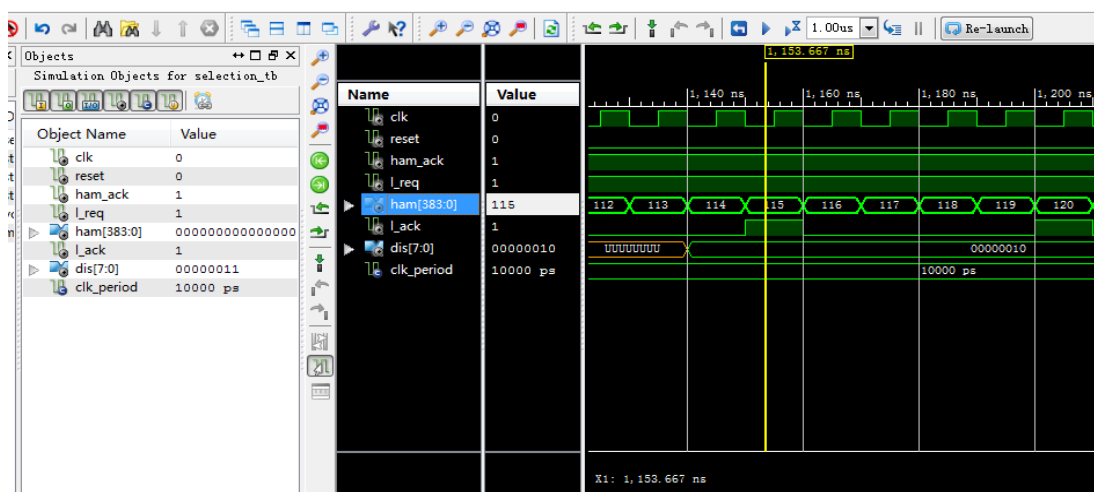 1.00us
Re-launch
Objects
Simulation Objects for selection_tb
Object Name Value
clk 0
reset 0
ham_ack 1
l_req 1
ham[383:0] 000000000000000
l_ack 1
dis[7:0] 00000011
clk_period 10000 ps
Name Value
clk 0
reset 0
ham_ack 1
l_req 1
ham[383:0] 115
l_ack 1
dis[7:0] 00000010
clk_period 10000 ps
1,153.667 ns
1,140 ns 1,160 ns 1,180 ns 1,200 ns
112 113 114 115 116 117 118 119 120
UUUUUUUU 00000010
10000 ps
X1: 1,153.667 ns